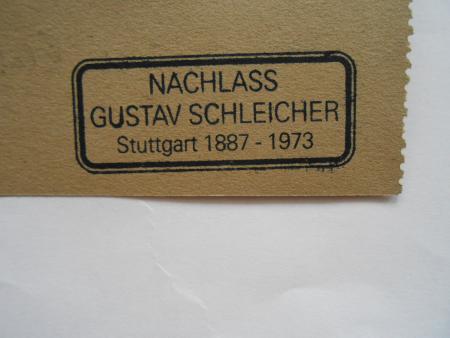 NACHLASS
GUSTAV SCHLEICHER
Stuttgart 1887 - 1973